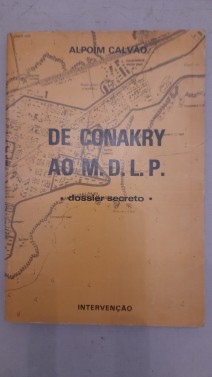 ALPOIM CALVÃO
DE CONAKRY
AO M.D.L.P.
• dossier secreto •
INTERVENÇÃO